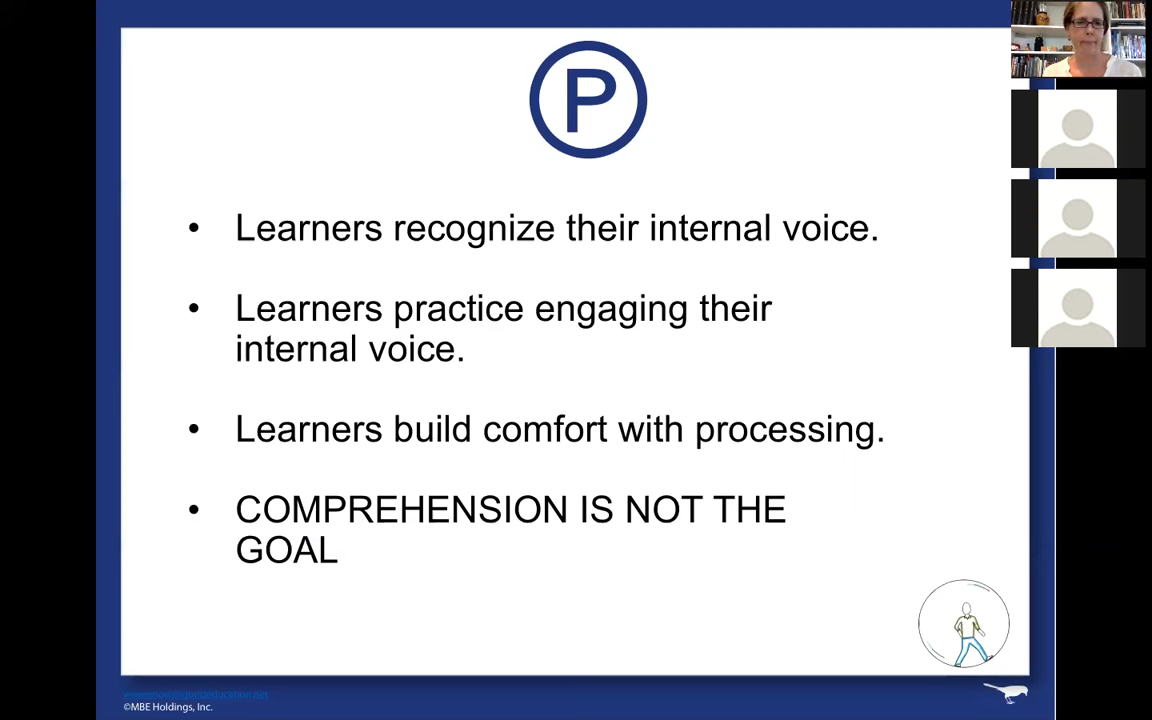 P
• Learners recognize their internal voice.
• Learners practice engaging their
internal voice.
• Learners build comfort with processing.
• COMPREHENSION IS NOT THE
GOAL
©MBE Holdings, Inc.